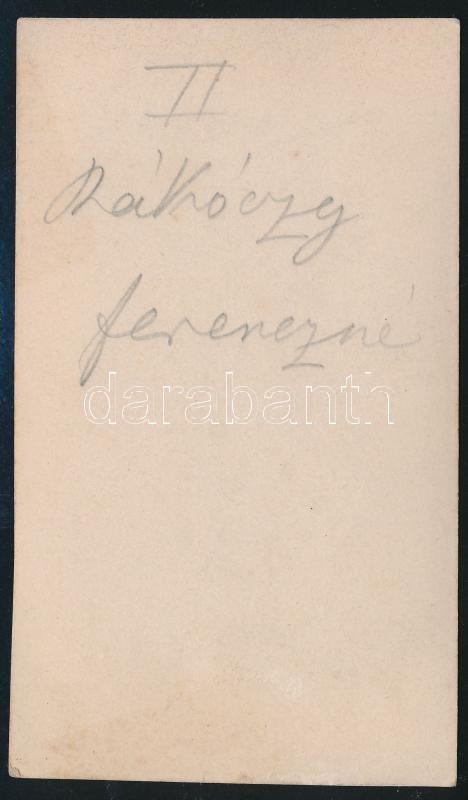 II
Rákóczy
ferenczné
darabanth